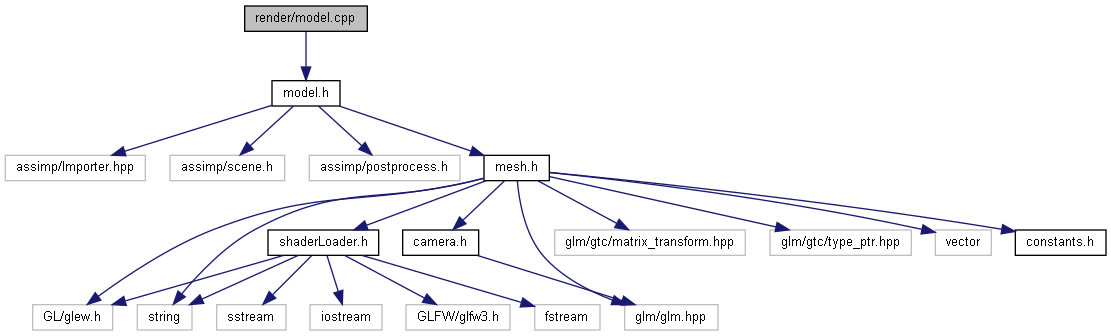 render/model.cpp
model.h
assimp/Importer.hpp
assimp/scene.h
assimp/postprocess.h
mesh.h
shaderLoader.h
camera.h
glm/gtc/matrix_transform.hpp
glm/gtc/type_ptr.hpp
vector
constants.h
GL/glew.h
string
sstream
iostream
GLFW/glfw3.h
fstream
glm/glm.hpp